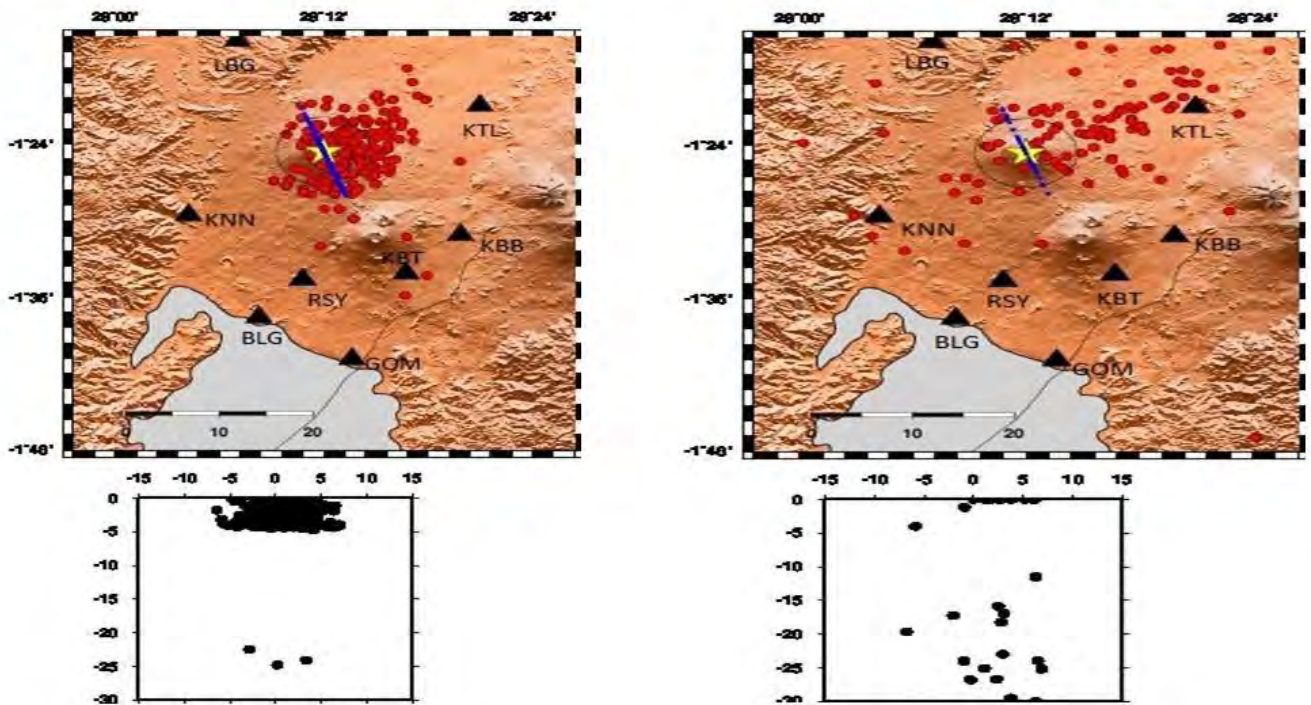 28°00' 28°12' 28°24' 28°00' 28°12' 28°24'
LBG LBG
KTL KTL
-1°24' -1°24'
KNN KNN
KBB KBB
KBT KBT
RSY RSY
-1°36' -1°36'
BLG BLG
GOM GOM
0 10 20 0 10 20
-1°48' -1°48'
-15 -10 -5 0 5 10 15 -15 -10 -5 0 5 10 15
0 0
-5 -5
-10 -10
-15 -15
-20 -20
-25 -25
-30 -30